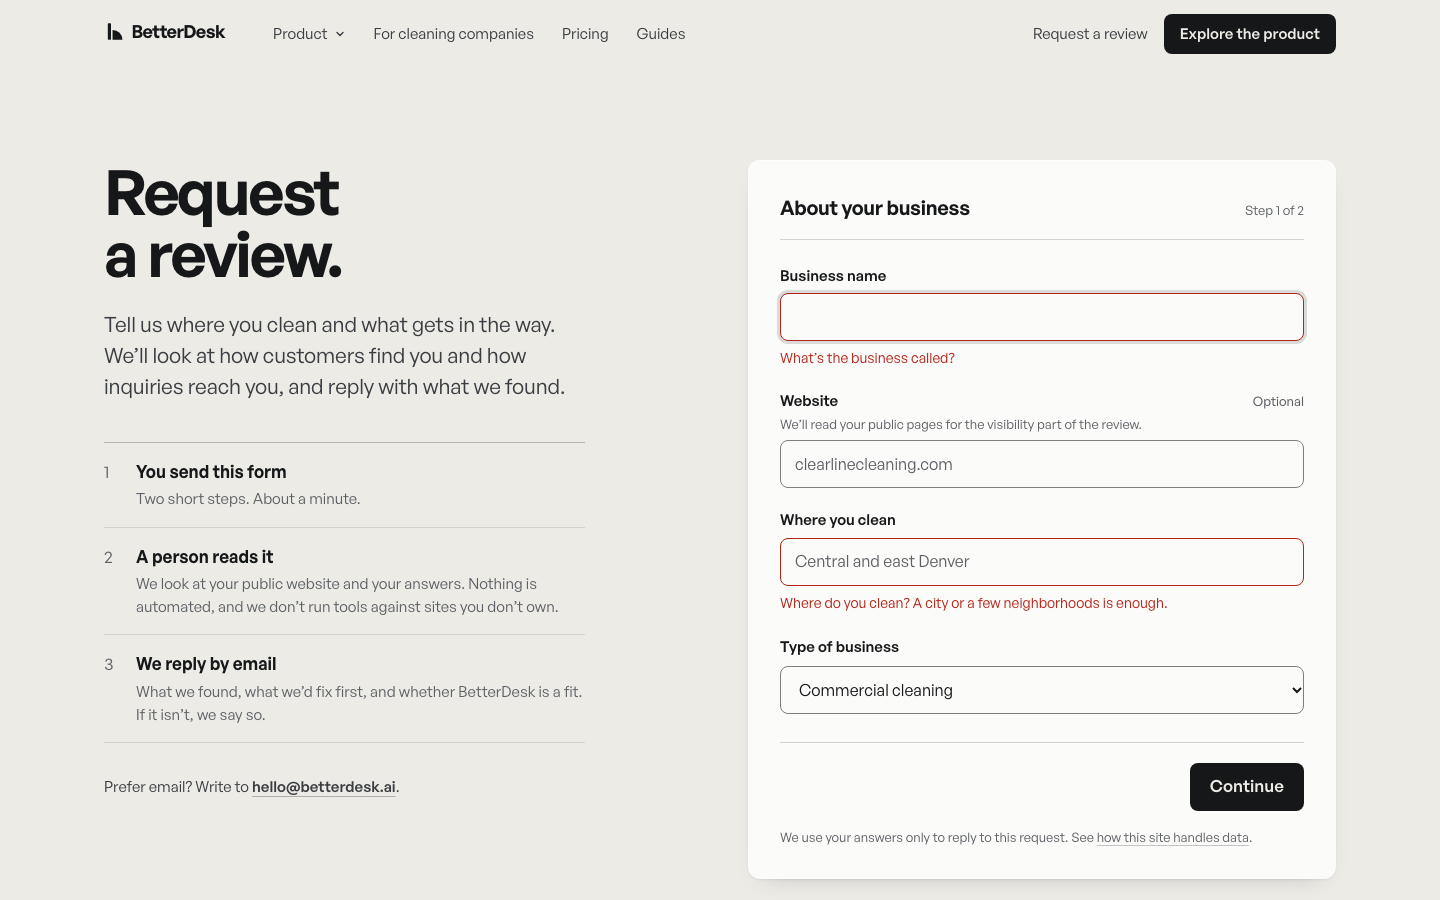 BetterDesk
Product
For cleaning companies
Pricing
Guides
Request a review
Explore the product
Request
a review.
Tell us where you clean and what gets in the way.
We’ll look at how customers find you and how
inquiries reach you, and reply with what we found.
1 You send this form
Two short steps. About a minute.
2 A person reads it
We look at your public website and your answers. Nothing is
automated, and we don’t run tools against sites you don’t own.
3 We reply by email
What we found, what we’d fix first, and whether BetterDesk is a fit.
If it isn’t, we say so.
Prefer email? Write to hello@betterdesk.ai.
About your business
Step 1 of 2
Business name
What’s the business called?
Website
Optional
We’ll read your public pages for the visibility part of the review.
clearlinecleaning.com
Where you clean
Central and east Denver
Where do you clean? A city or a few neighborhoods is enough.
Type of business
Commercial cleaning
Continue
We use your answers only to reply to this request. See how this site handles data.